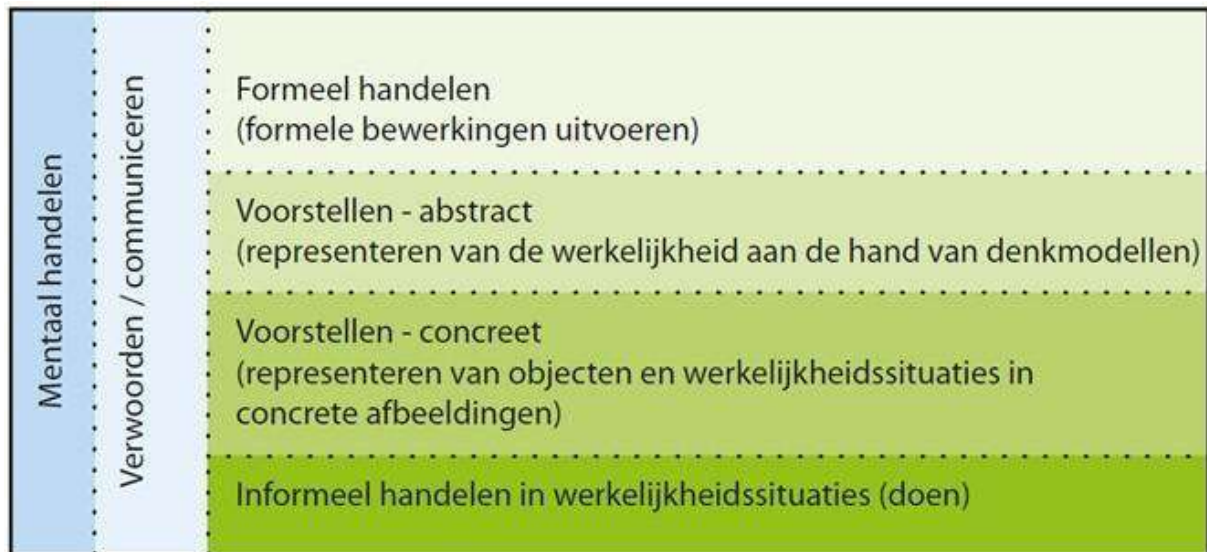 Mentaal handelen
Verwoorden / communiceren
Formeel handelen
(formele bewerkingen uitvoeren)
Voorstellen - abstract
(representeren van de werkelijkheid aan de hand van denkmodellen)
Voorstellen - concreet
(representeren van objecten en werkelijkheidssituaties in
concrete afbeeldingen)
Informeel handelen in werkelijkheidssituaties (doen)